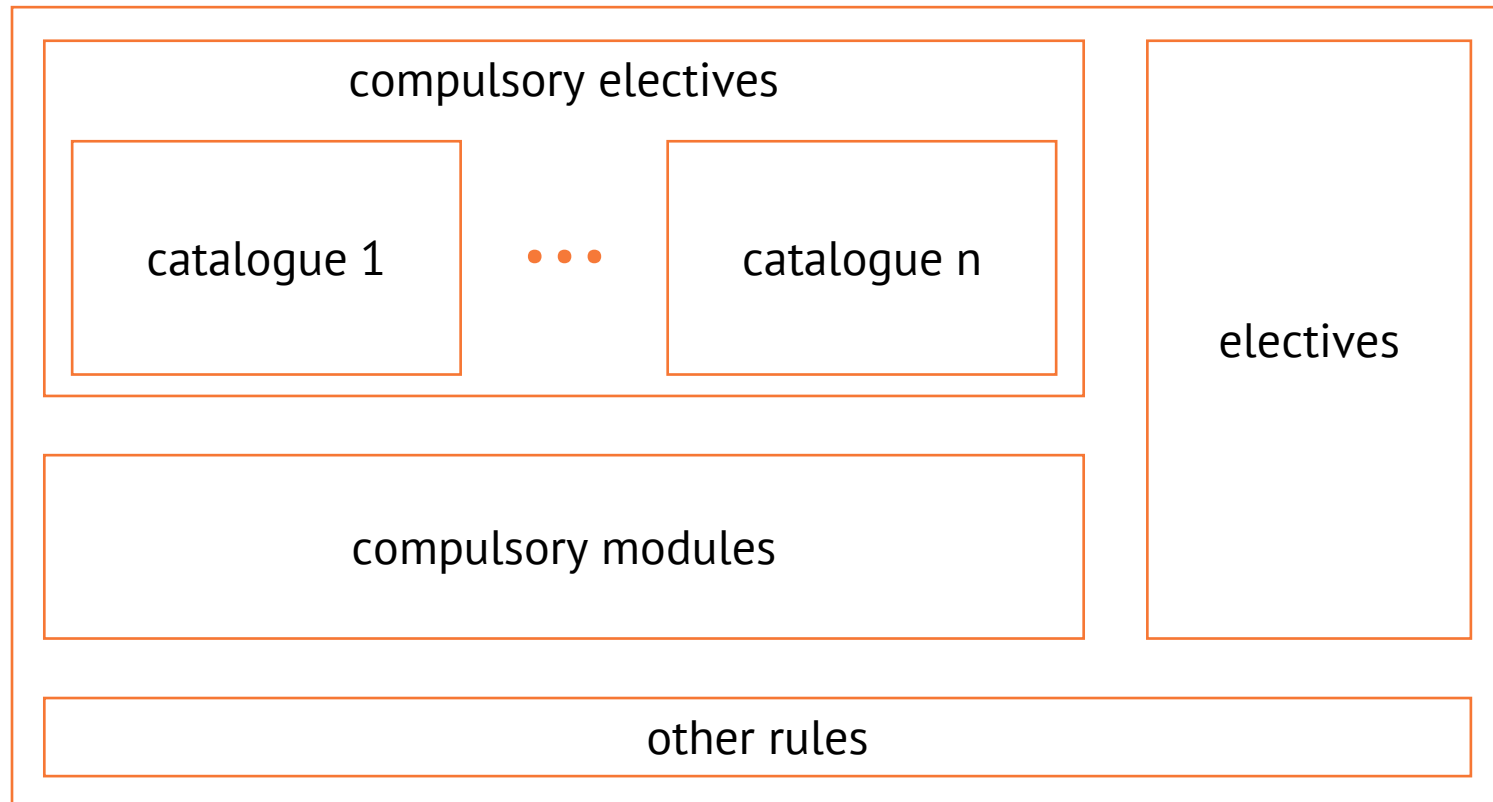 compulsory electives
catalogue 1
catalogue n
electives
compulsory modules
other rules